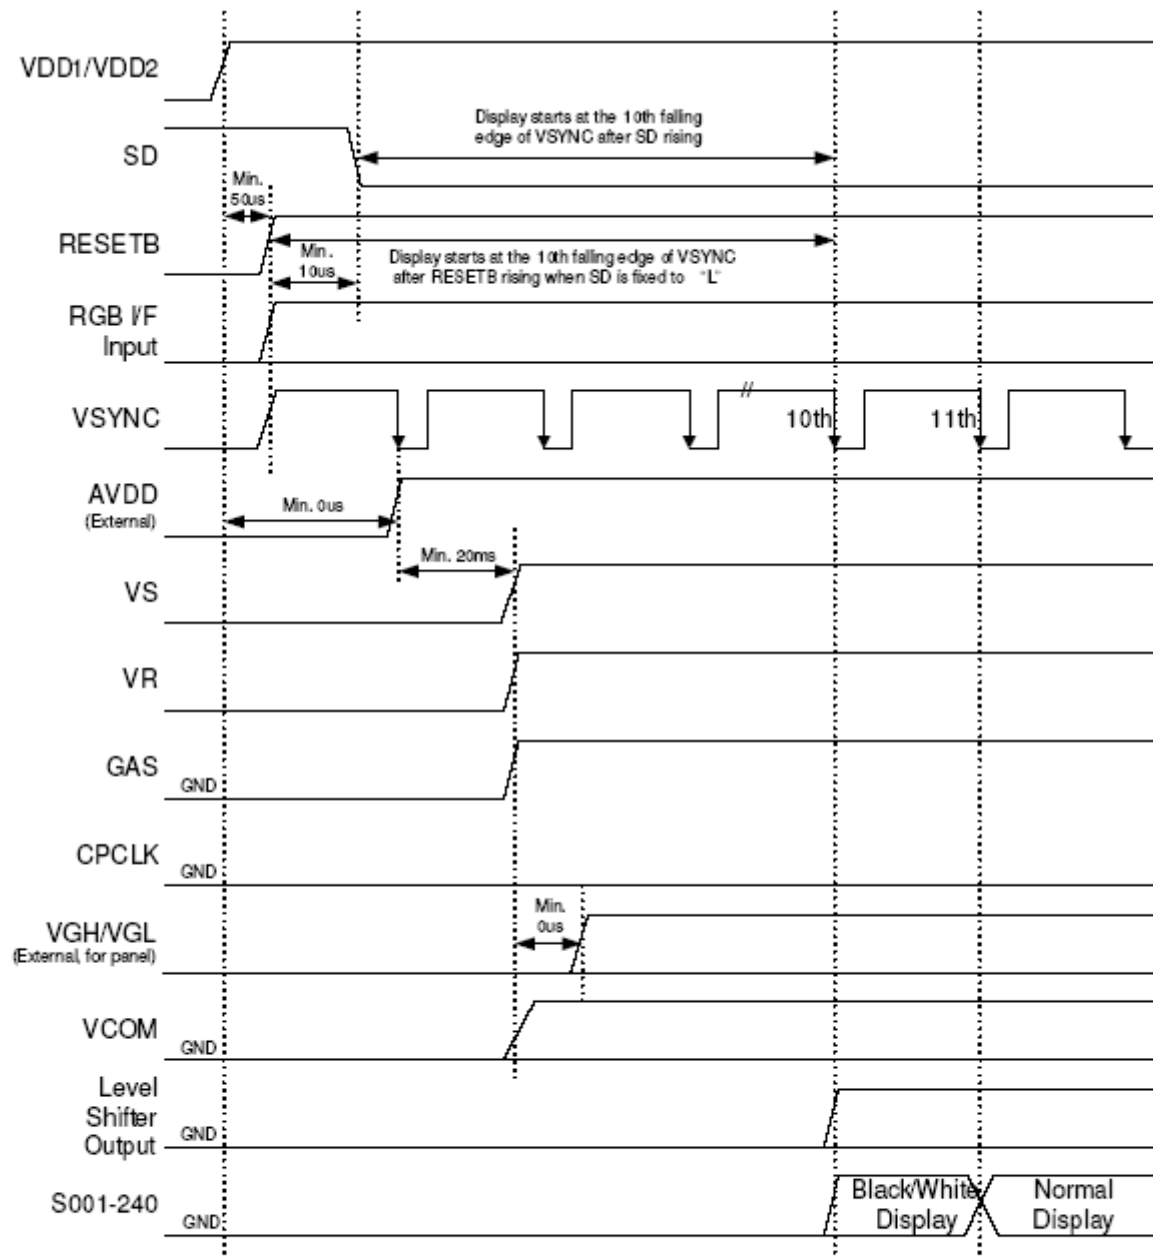 VDD1/VDD2
Display starts at the 10th falling
edge of VSYNC after SD rising
SD
Min.
50us
RESETB
Min.
10us
Display starts at the 10th falling edge of VSYNC
after RESETB rising when SD is fixed to "L"
RGB I/F
Input
VSYNC
//
10th
11th
AVDD
(External)
Min. 0us
Min. 20ms
VS
VR
GAS
GND
CPCLK
GND
VGH/VGL
(External, for panel)
Min.
0us
VCOM
GND
Level
Shifter
Output
GND
S001-240
GND
Black/White
Display
Normal
Display